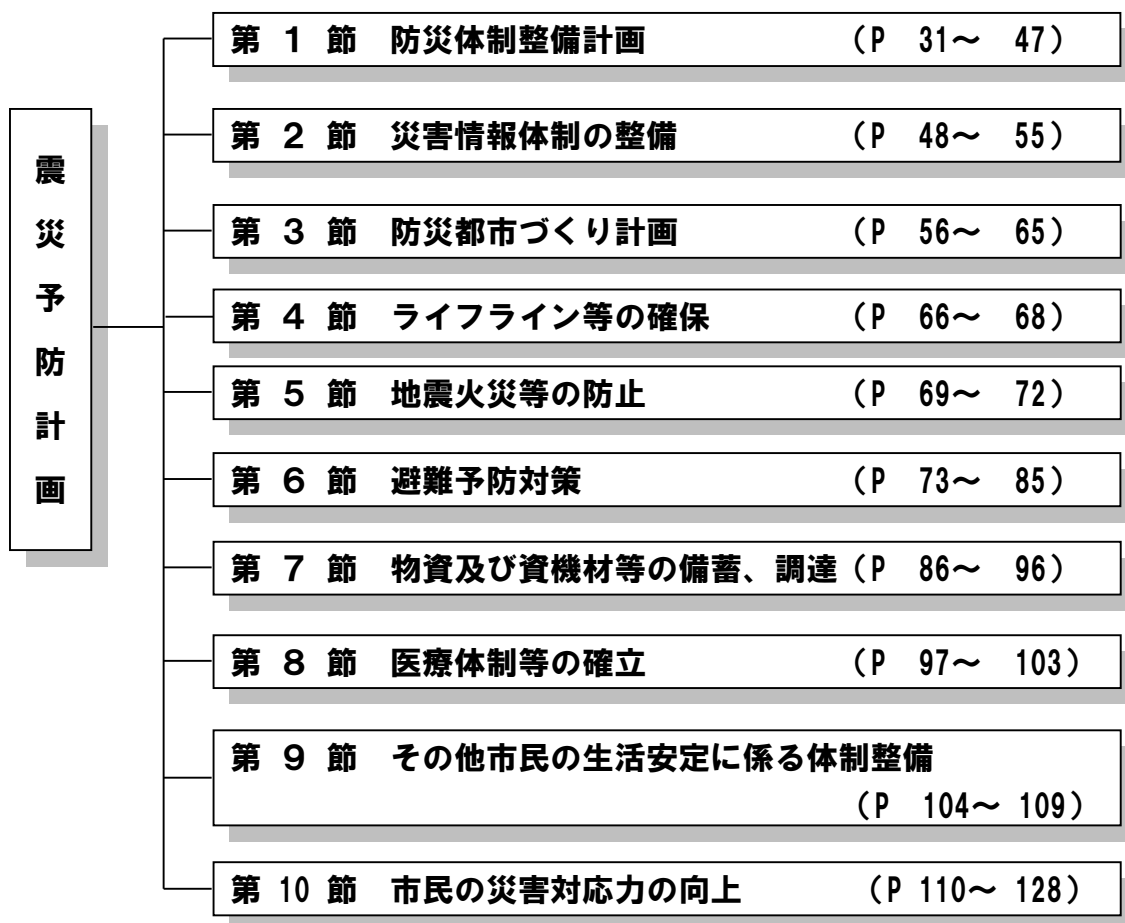 震災予防計画
第 1 節 防災体制整備計画 (P 31～ 47)
第 2 節 災害情報体制の整備 (P 48～ 55)
第 3 節 防災都市づくり計画 (P 56～ 65)
第 4 節 ライフライン等の確保 (P 66～ 68)
第 5 節 地震火災等の防止 (P 69～ 72)
第 6 節 避難予防対策 (P 73～ 85)
第 7 節 物資及び資機材等の備蓄、調達 (P 86～ 96)
第 8 節 医療体制等の確立 (P 97～ 103)
第 9 節 その他市民の生活安定に係る体制整備
(P 104～ 109)
第 10 節 市民の災害対応力の向上 (P 110～ 128)